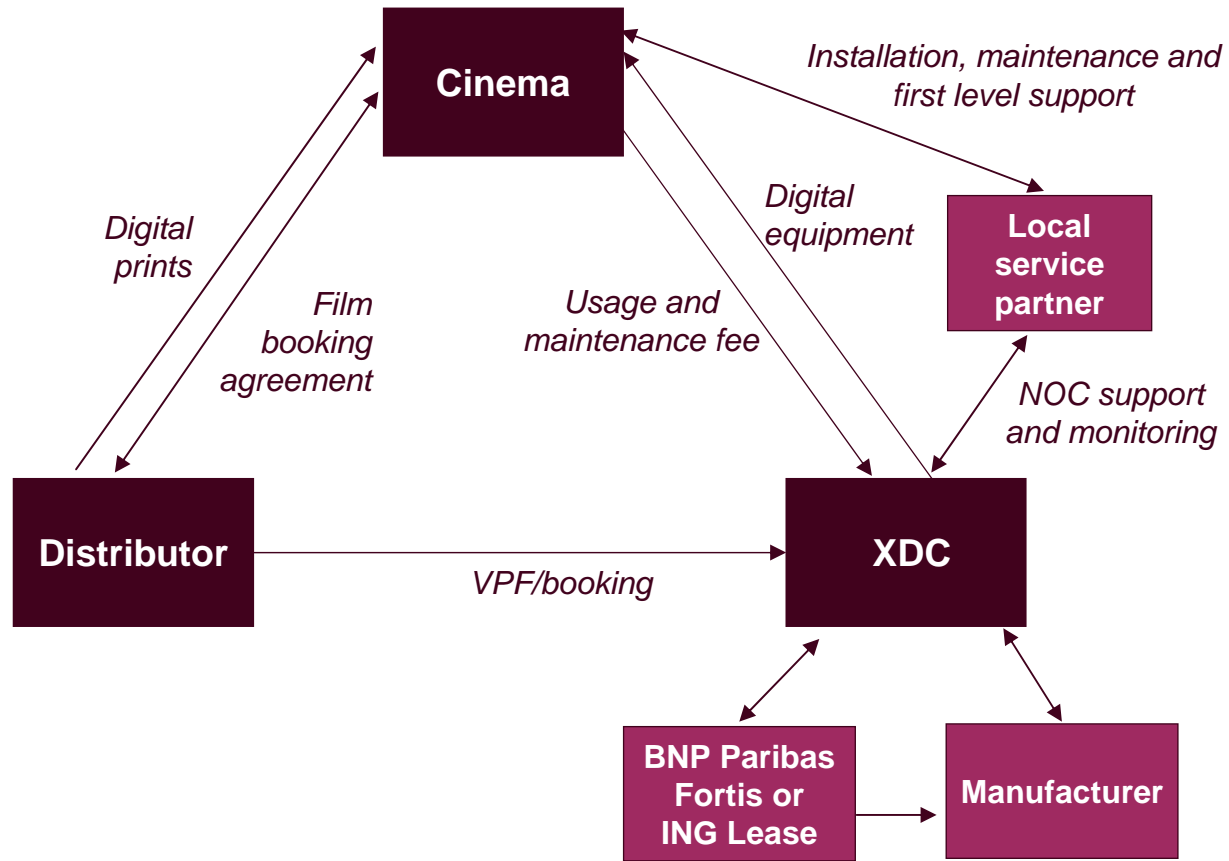 Cinema
Installation, maintenance and
first level support
Digital
prints
Digital
equipment
Local
service
partner
Film
booking
agreement
Usage and
maintenance fee
NOC support
and monitoring
Distributor
XDC
VPF/booking
BNP Paribas
Fortis or
ING Lease
Manufacturer